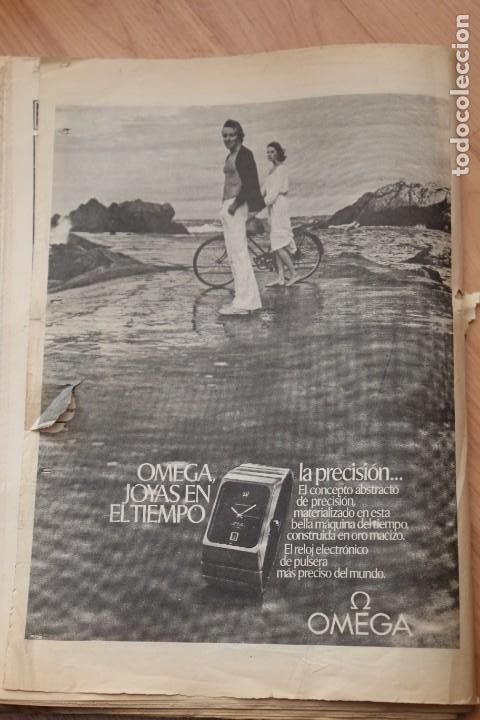 OMEGA,
JOYAS EN
EL TIEMPO
la precisión...
El concepto abstracto
de precisión,
materializado en esta
bella máquina del tiempo,
construida en oro macizo.
El reloj electrónico
de pulsera
más preciso del mundo.
Ω
OMEGA
todocoleccion